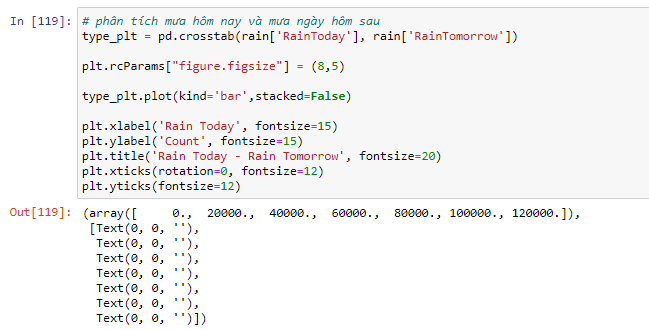 In [119]: # phân tích mưa hôm nay và mưa ngày hôm sau
type_plt = pd.crosstab(rain['RainToday'], rain['RainTomorrow'])
plt.rcParams["figure.figsize"] = (8,5)
type_plt.plot(kind='bar',stacked=False)
plt.xlabel('Rain Today', fontsize=15)
plt.ylabel('Count', fontsize=15)
plt.title('Rain Today - Rain Tomorrow', fontsize=20)
plt.xticks(rotation=0, fontsize=12)
plt.yticks(fontsize=12)
Out[119]: (array([     0.,  20000.,  40000.,  60000.,  80000., 100000., 120000.]),
[Text(0, 0, ''),
Text(0, 0, ''),
Text(0, 0, ''),
Text(0, 0, ''),
Text(0, 0, ''),
Text(0, 0, ''),
Text(0, 0, '')])